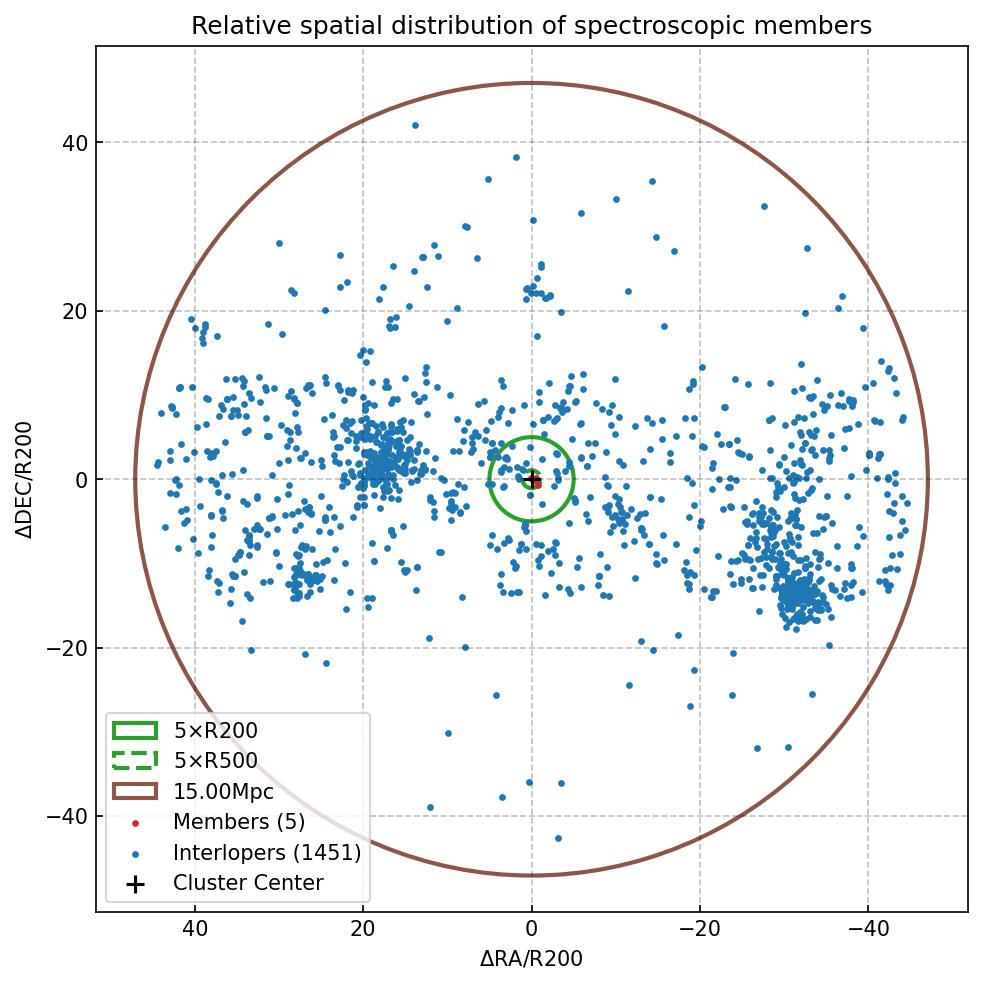 Relative spatial distribution of spectroscopic members
ΔDEC/R200
40
20
0
−20
−40
5×R200
5×R500
15.00Mpc
Members (5)
Interlopers (1451)
Cluster Center
40
20
0
−20
−40
ΔRA/R200